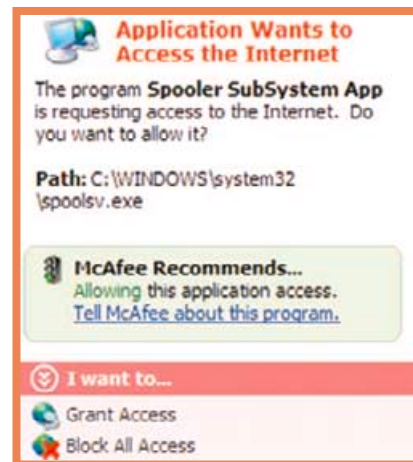 Application Wants to
Access the Internet
The program Spooler SubSystem App
is requesting access to the Internet.  Do
you want to allow it?
Path: C:\WINDOWS\system32
\spoolsv.exe
McAfee Recommends...
Allowing this application access.
Tell McAfee about this program.
I want to...
Grant Access
Block All Access